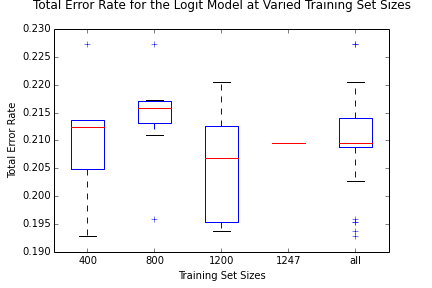 Total Error Rate for the Logit Model at Varied Training Set Sizes
0.230
0.225
0.220
0.215
0.210
0.205
0.200
0.195
0.190
Total Error Rate
400 800 1200 1247 all
Training Set Sizes